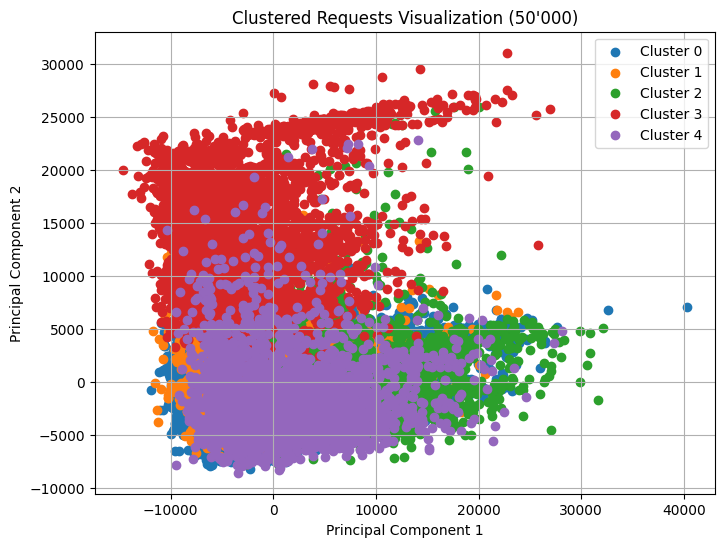 Clustered Requests Visualization (50'000)
Cluster 0
Cluster 1
Cluster 2
Cluster 3
Cluster 4
30000
25000
20000
15000
10000
5000
0
−5000
−10000
Principal Component 2
−10000 0 10000 20000 30000 40000
Principal Component 1